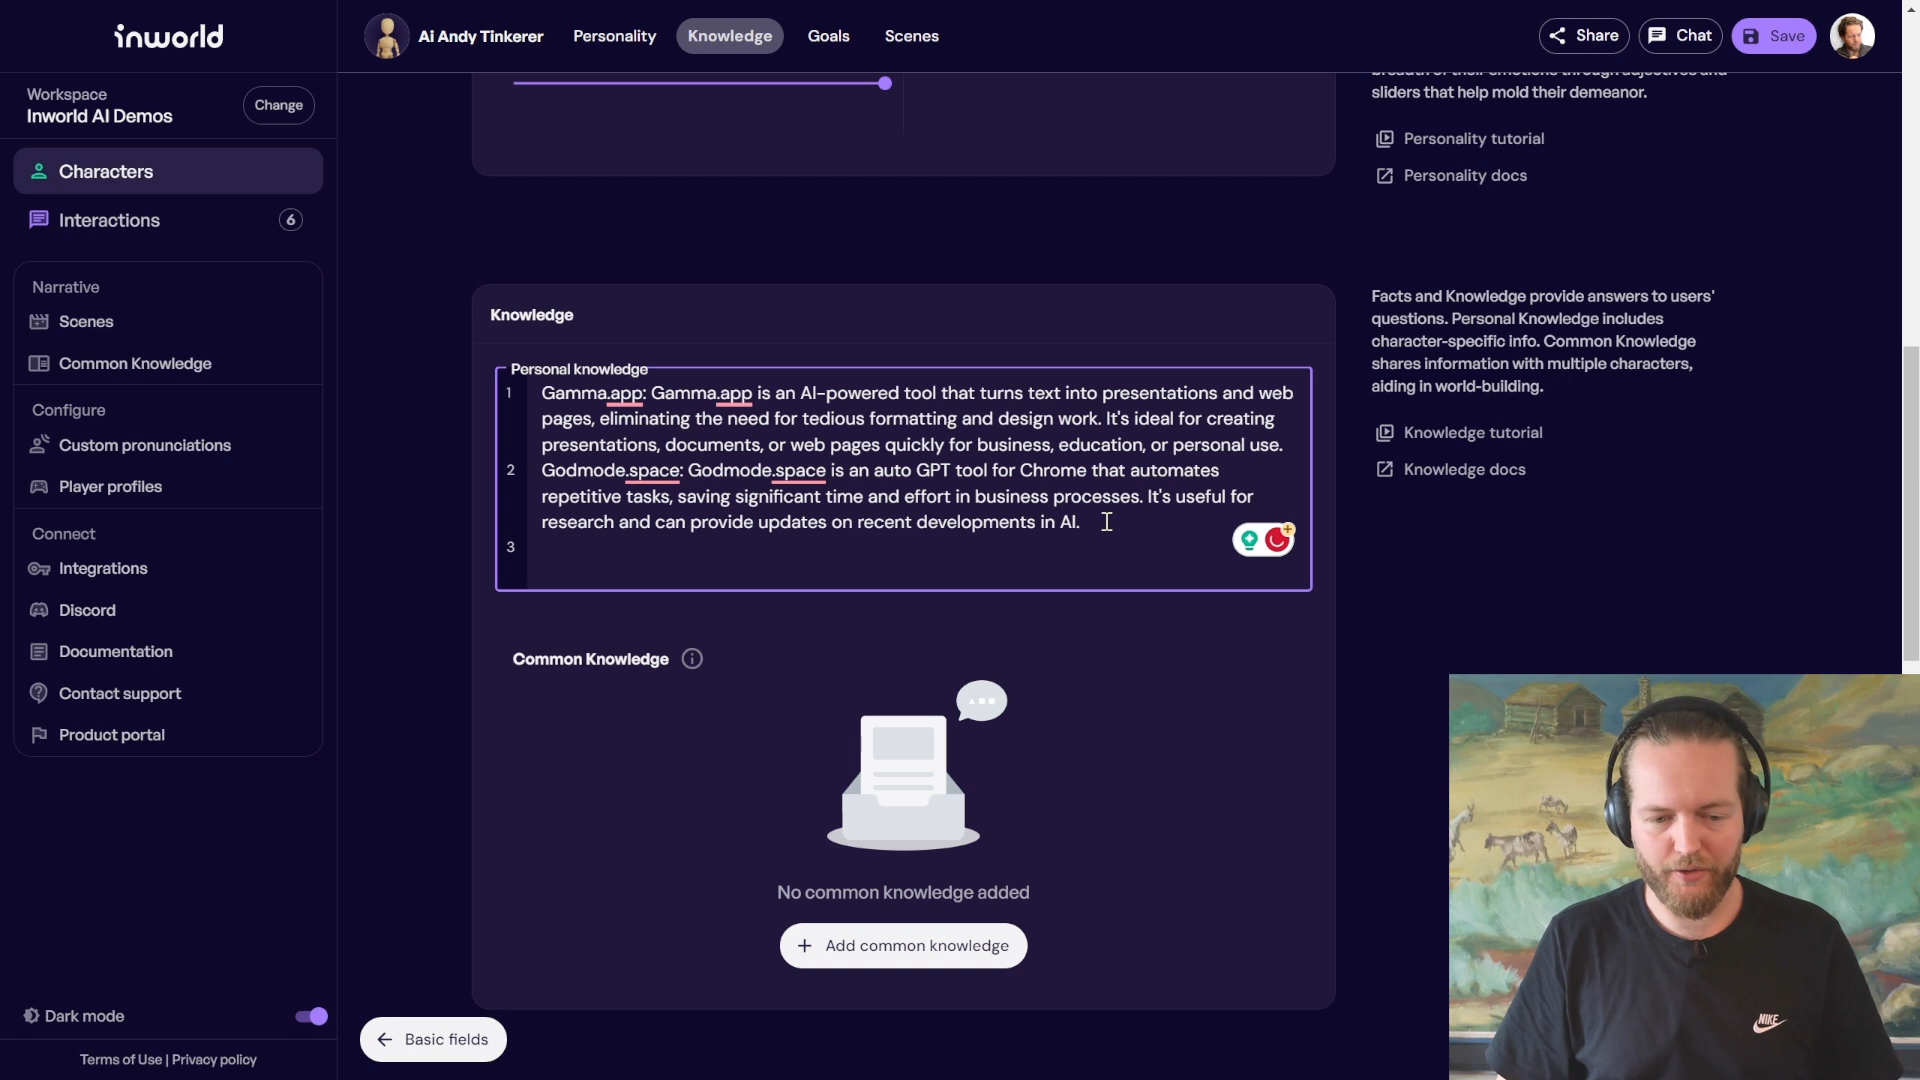 inworld
Ai Andy Tinkerer
Personality
Knowledge
Goals
Scenes
Share
Chat
Save
Workspace
Inworld AI Demos
Change
Characters
Interactions
6
Narrative
Scenes
Common Knowledge
Configure
Custom pronunciations
Player profiles
Connect
Integrations
Discord
Documentation
Contact support
Product portal
Dark mode
Terms of Use | Privacy policy
breadth of their emotions through adjectives and
sliders that help mold their demeanor.
Personality tutorial
Personality docs
Knowledge
Personal knowledge
1 Gamma.app: Gamma.app is an AI-powered tool that turns text into presentations and web
pages, eliminating the need for tedious formatting and design work. It's ideal for creating
presentations, documents, or web pages quickly for business, education, or personal use.
2 Godmode.space: Godmode.space is an auto GPT tool for Chrome that automates
repetitive tasks, saving significant time and effort in business processes. It's useful for
research and can provide updates on recent developments in AI.
3
Facts and Knowledge provide answers to users'
questions. Personal Knowledge includes
character-specific info. Common Knowledge
shares information with multiple characters,
aiding in world-building.
Knowledge tutorial
Knowledge docs
Common Knowledge
No common knowledge added
+ Add common knowledge
Basic fields
NIKE